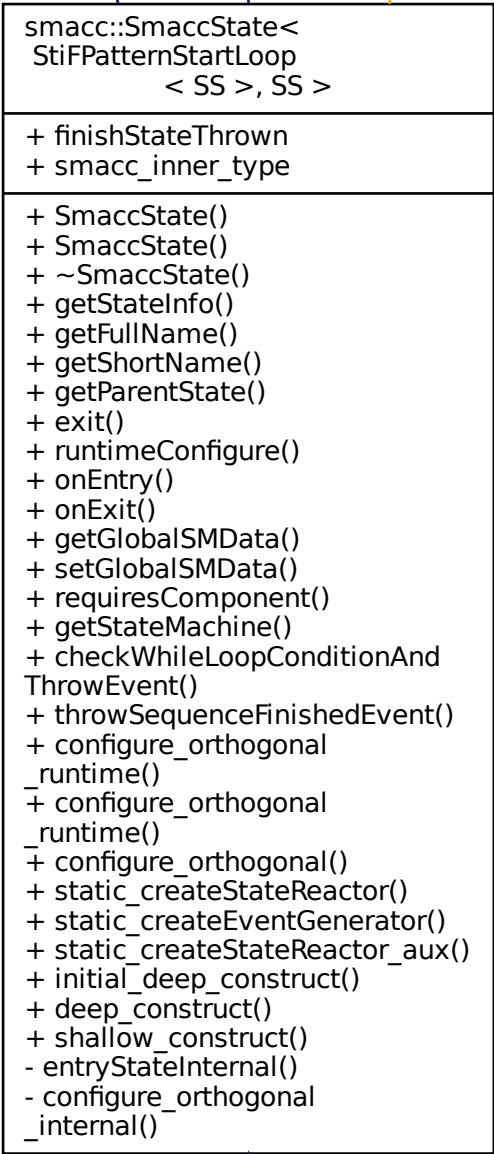 smacc::SmaccState<
StiFPatternStartLoop
< SS >, SS >
+ finishStateThrown
+ smacc_inner_type
+ SmaccState()
+ SmaccState()
+ ~SmaccState()
+ getStateInfo()
+ getFullName()
+ getShortName()
+ getParentState()
+ exit()
+ runtimeConfigure()
+ onEntry()
+ onExit()
+ getGlobalSMData()
+ setGlobalSMData()
+ requiresComponent()
+ getStateMachine()
+ checkWhileLoopConditionAnd
ThrowEvent()
+ throwSequenceFinishedEvent()
+ configure_orthogonal
_runtime()
+ configure_orthogonal
_runtime()
+ configure_orthogonal()
+ static_createStateReactor()
+ static_createEventGenerator()
+ static_createStateReactor_aux()
+ initial_deep_construct()
+ deep_construct()
+ shallow_construct()
- entryStateInternal()
- configure_orthogonal
_internal()